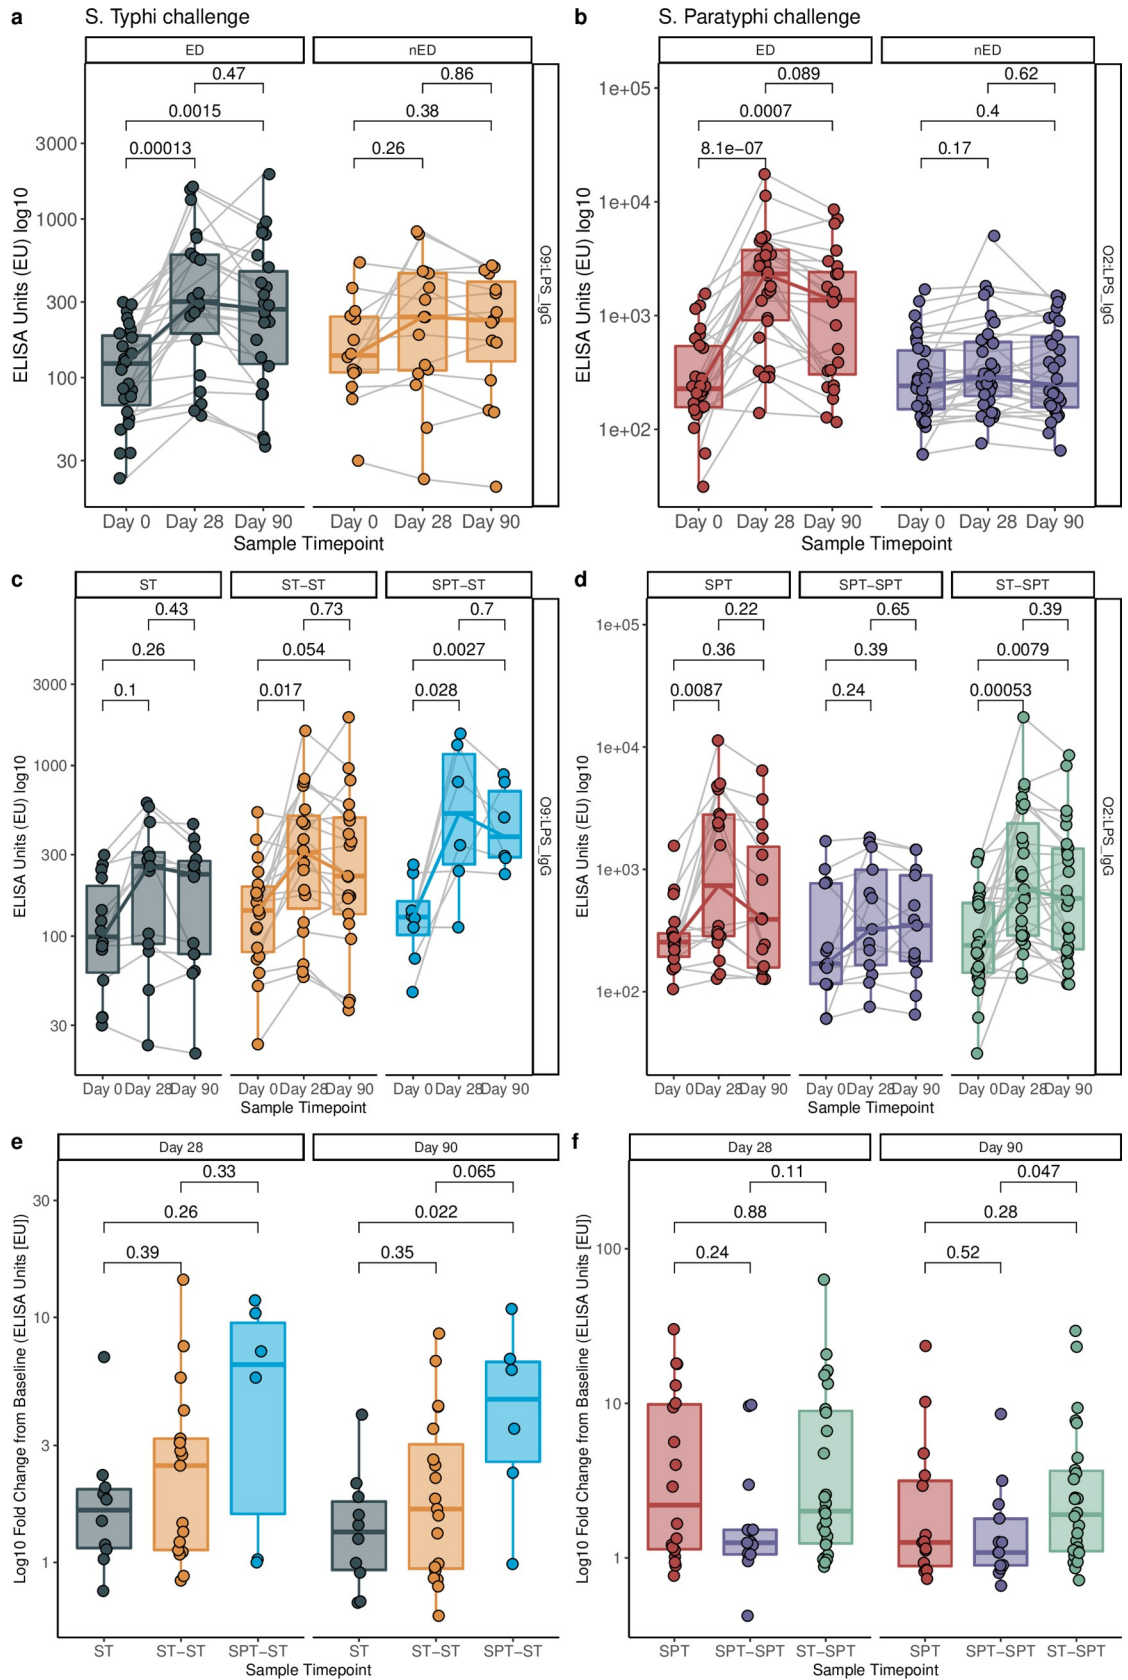 a S. Typhi challenge
ED nED
0.47 0.86
0.0015 0.38
0.00013 0.26
3000
1000
300
100
30
ELISA Units (EU) log10
O9:LPS_IgG
Day 0 Day 28 Day 90 Day 0 Day 28 Day 90
Sample Timepoint
b S. Paratyphi challenge
ED nED
0.089 0.62
0.0007 0.4
8.1e−07 0.17
1e+05
1e+04
1e+03
1e+02
ELISA Units (EU) log10
O2:LPS_IgG
Day 0 Day 28 Day 90 Day 0 Day 28 Day 90
Sample Timepoint
c
ST ST−ST SPT−ST
0.43 0.73 0.7
0.26 0.054 0.0027
0.1 0.017 0.028
3000
1000
300
100
30
ELISA Units (EU) log10
O9:LPS_IgG
Day 0 Day 28 Day 90 Day 0 Day 28 Day 90 Day 0 Day 28 Day 90
Sample Timepoint
d
SPT SPT−SPT ST−SPT
0.22 0.65 0.39
0.36 0.39 0.0079
0.0087 0.24 0.00053
1e+05
1e+04
1e+03
1e+02
ELISA Units (EU) log10
O2:LPS_IgG
Day 0 Day 28 Day 90 Day 0 Day 28 Day 90 Day 0 Day 28 Day 90
Sample Timepoint
e
Day 28 Day 90
0.33 0.065
0.26 0.022
0.39 0.35
30
10
3
1
Log10 Fold Change from Baseline (ELISA Units [EU])
ST ST−ST SPT−ST ST ST−ST SPT−ST
Sample Timepoint
f
Day 28 Day 90
0.11 0.047
0.88 0.28
0.24 0.52
100
10
1
Log10 Fold Change from Baseline (ELISA Units [EU])
SPT SPT−SPT ST−SPT SPT SPT−SPT ST−SPT
Sample Timepoint